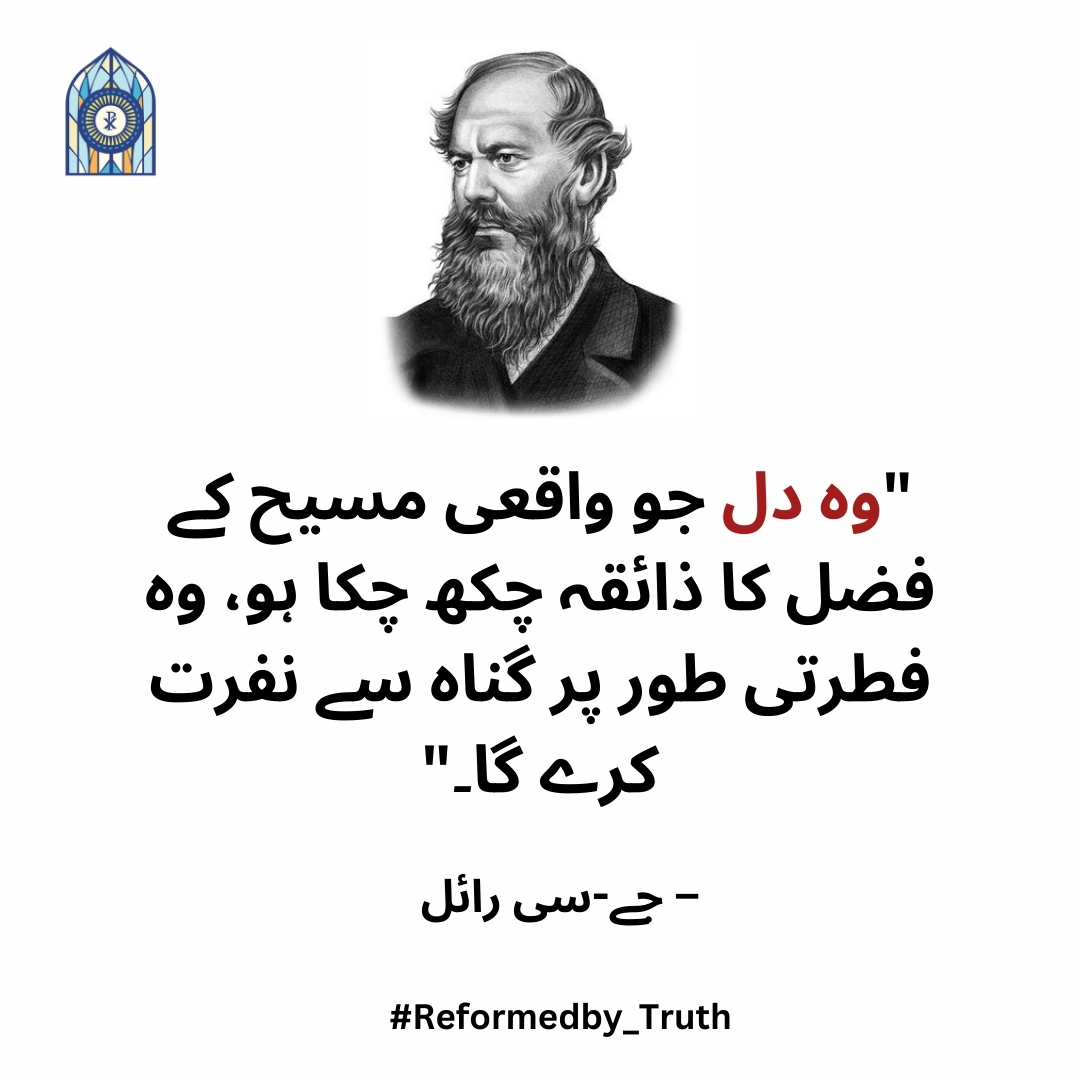 "وہ دل جو واقعی مسیح کے
فضل کا ذائقہ چکھ چکا ہو، وہ
فطرتی طور پر گناہ سے نفرت
کرے گا۔"
– جے-سی رائل
#Reformedby_Truth